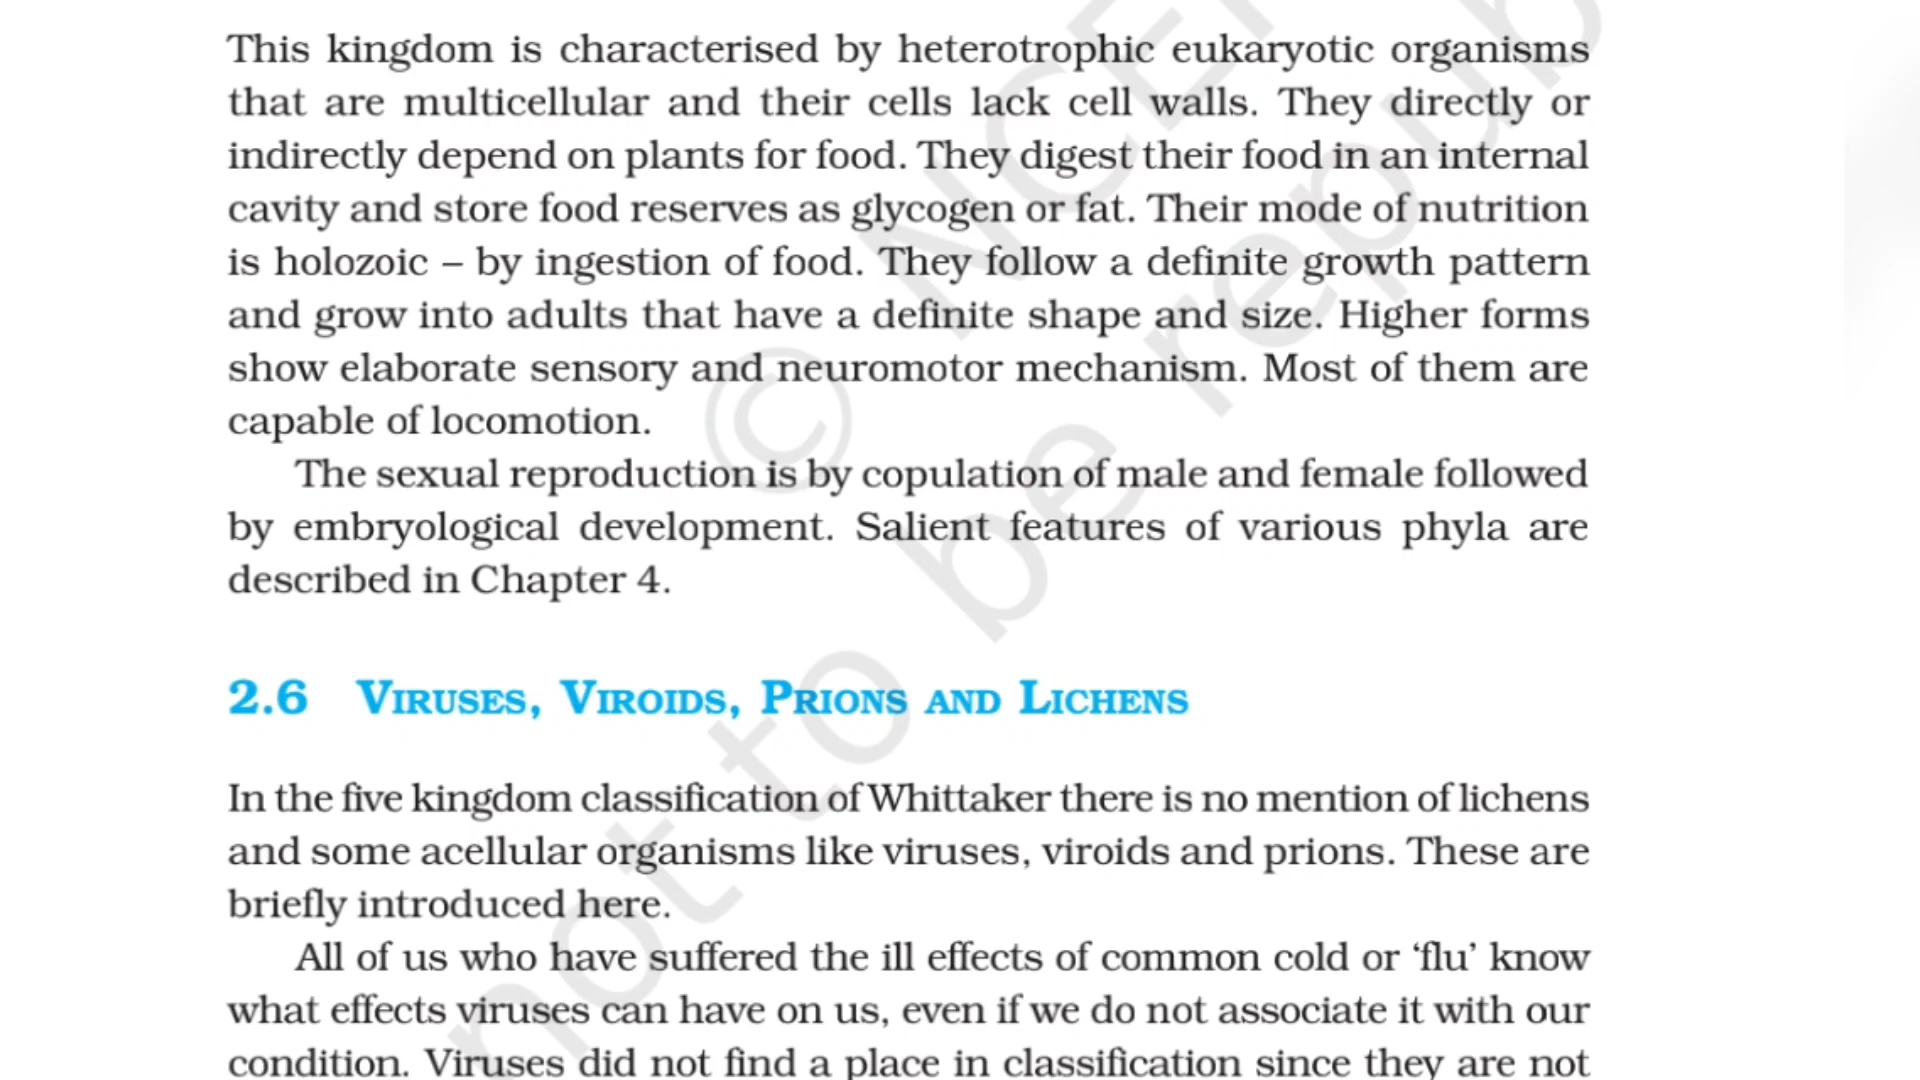 This kingdom is characterised by heterotrophic eukaryotic organisms
that are multicellular and their cells lack cell walls. They directly or
indirectly depend on plants for food. They digest their food in an internal
cavity and store food reserves as glycogen or fat. Their mode of nutrition
is holozoic – by ingestion of food. They follow a definite growth pattern
and grow into adults that have a definite shape and size. Higher forms
show elaborate sensory and neuromotor mechanism. Most of them are
capable of locomotion.
The sexual reproduction is by copulation of male and female followed
by embryological development. Salient features of various phyla are
described in Chapter 4.
2.6 VIRUSES, VIROIDS, PRIONS AND LICHENS
In the five kingdom classification of Whittaker there is no mention of lichens
and some acellular organisms like viruses, viroids and prions. These are
briefly introduced here.
All of us who have suffered the ill effects of common cold or ‘flu’ know
what effects viruses can have on us, even if we do not associate it with our
condition. Viruses did not find a place in classification since they are not
© NCE
not to be repub